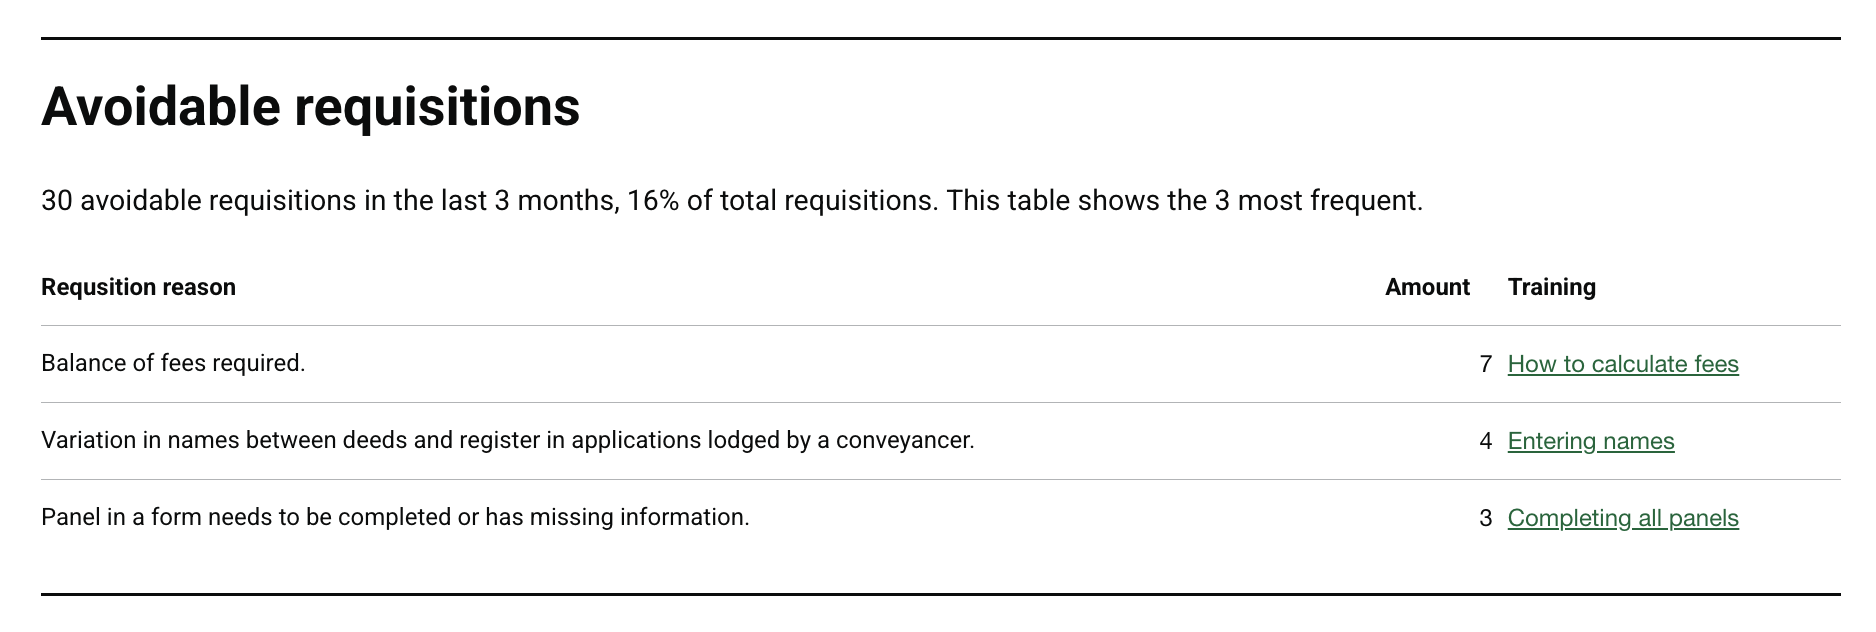 Avoidable requisitions
30 avoidable requisitions in the last 3 months, 16% of total requisitions. This table shows the 3 most frequent.
Requsition reason Amount Training
Balance of fees required. 7 How to calculate fees
Variation in names between deeds and register in applications lodged by a conveyancer. 4 Entering names
Panel in a form needs to be completed or has missing information. 3 Completing all panels